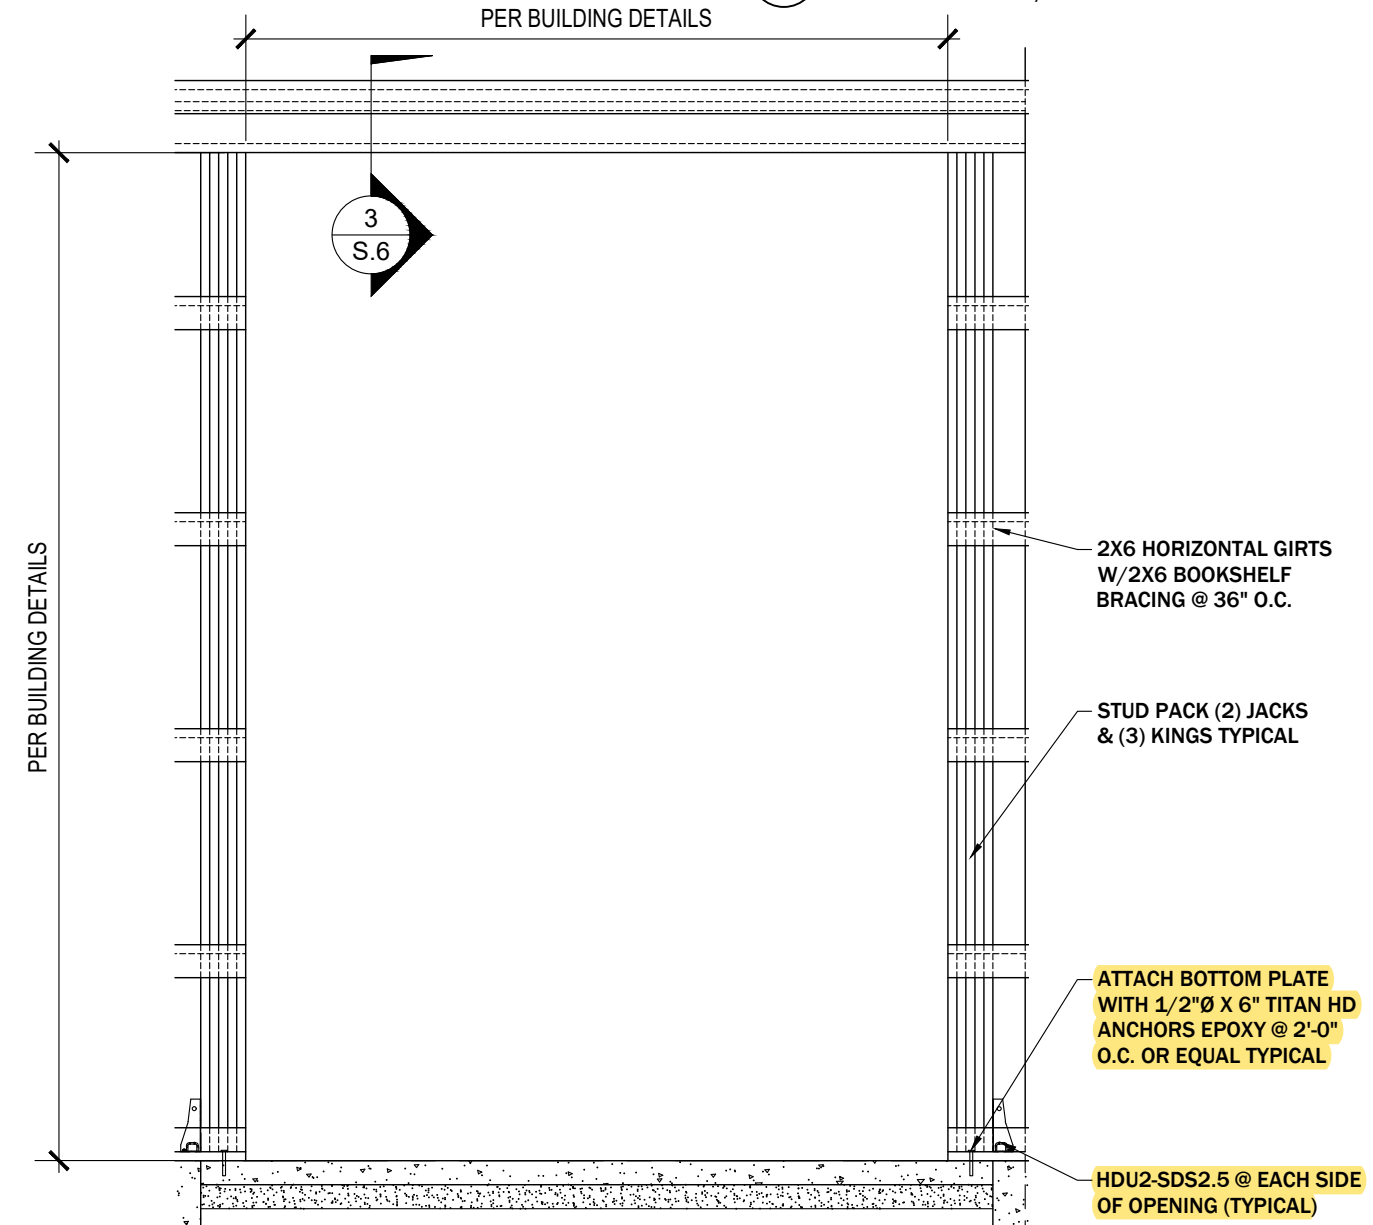 PER BUILDING DETAILS
3
S.6
PER BUILDING DETAILS
2X6 HORIZONTAL GIRTS
W/2X6 BOOKSHELF
BRACING @ 36" O.C.
STUD PACK (2) JACKS
& (3) KINGS TYPICAL
ATTACH BOTTOM PLATE
WITH 1/2"Ø X 6" TITAN HD
ANCHORS EPOXY @ 2'-0"
O.C. OR EQUAL TYPICAL
HDU2-SDS2.5 @ EACH SIDE
OF OPENING (TYPICAL)